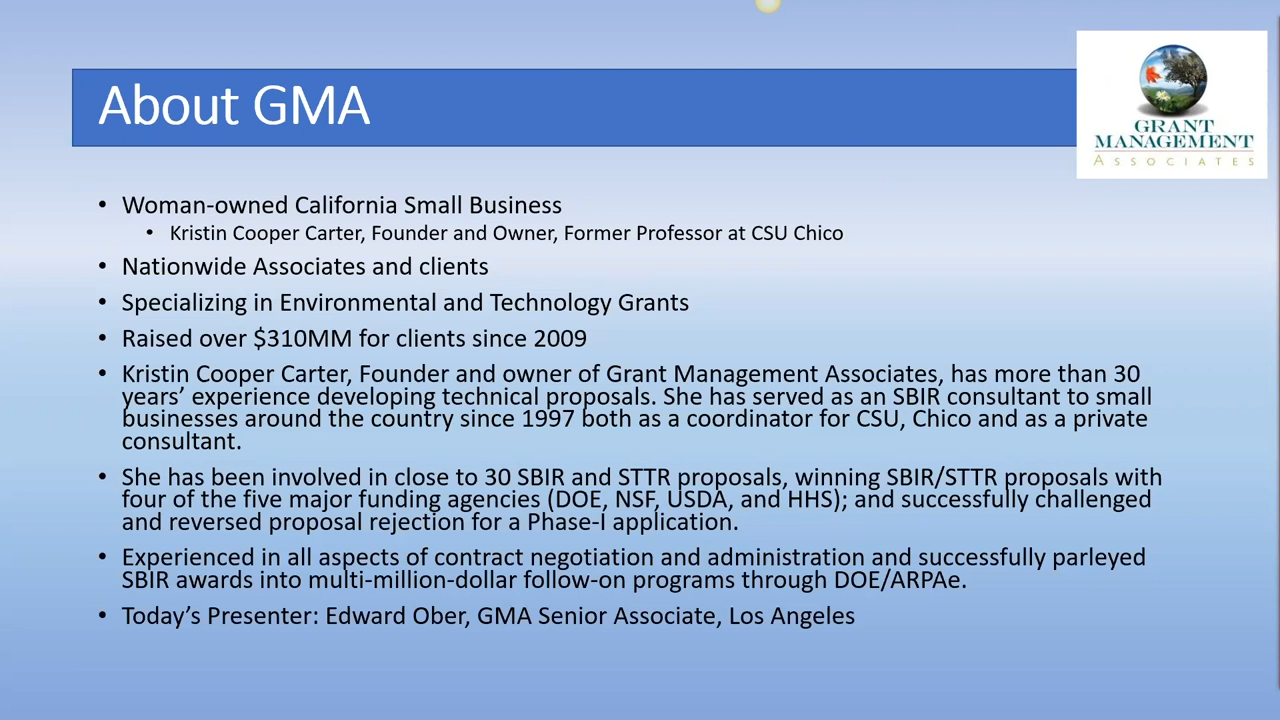 About GMA
GRANT
MANAGEMENT
ASSOCIATES
• Woman-owned California Small Business
• Kristin Cooper Carter, Founder and Owner, Former Professor at CSU Chico
• Nationwide Associates and clients
• Specializing in Environmental and Technology Grants
• Raised over $310MM for clients since 2009
• Kristin Cooper Carter, Founder and owner of Grant Management Associates, has more than 30
years’ experience developing technical proposals. She has served as an SBIR consultant to small
businesses around the country since 1997 both as a coordinator for CSU, Chico and as a private
consultant.
• She has been involved in close to 30 SBIR and STTR proposals, winning SBIR/STTR proposals with
four of the five major funding agencies (DOE, NSF, USDA, and HHS); and successfully challenged
and reversed proposal rejection for a Phase-I application.
• Experienced in all aspects of contract negotiation and administration and successfully parleyed
SBIR awards into multi-million-dollar follow-on programs through DOE/ARPAe.
• Today’s Presenter: Edward Ober, GMA Senior Associate, Los Angeles